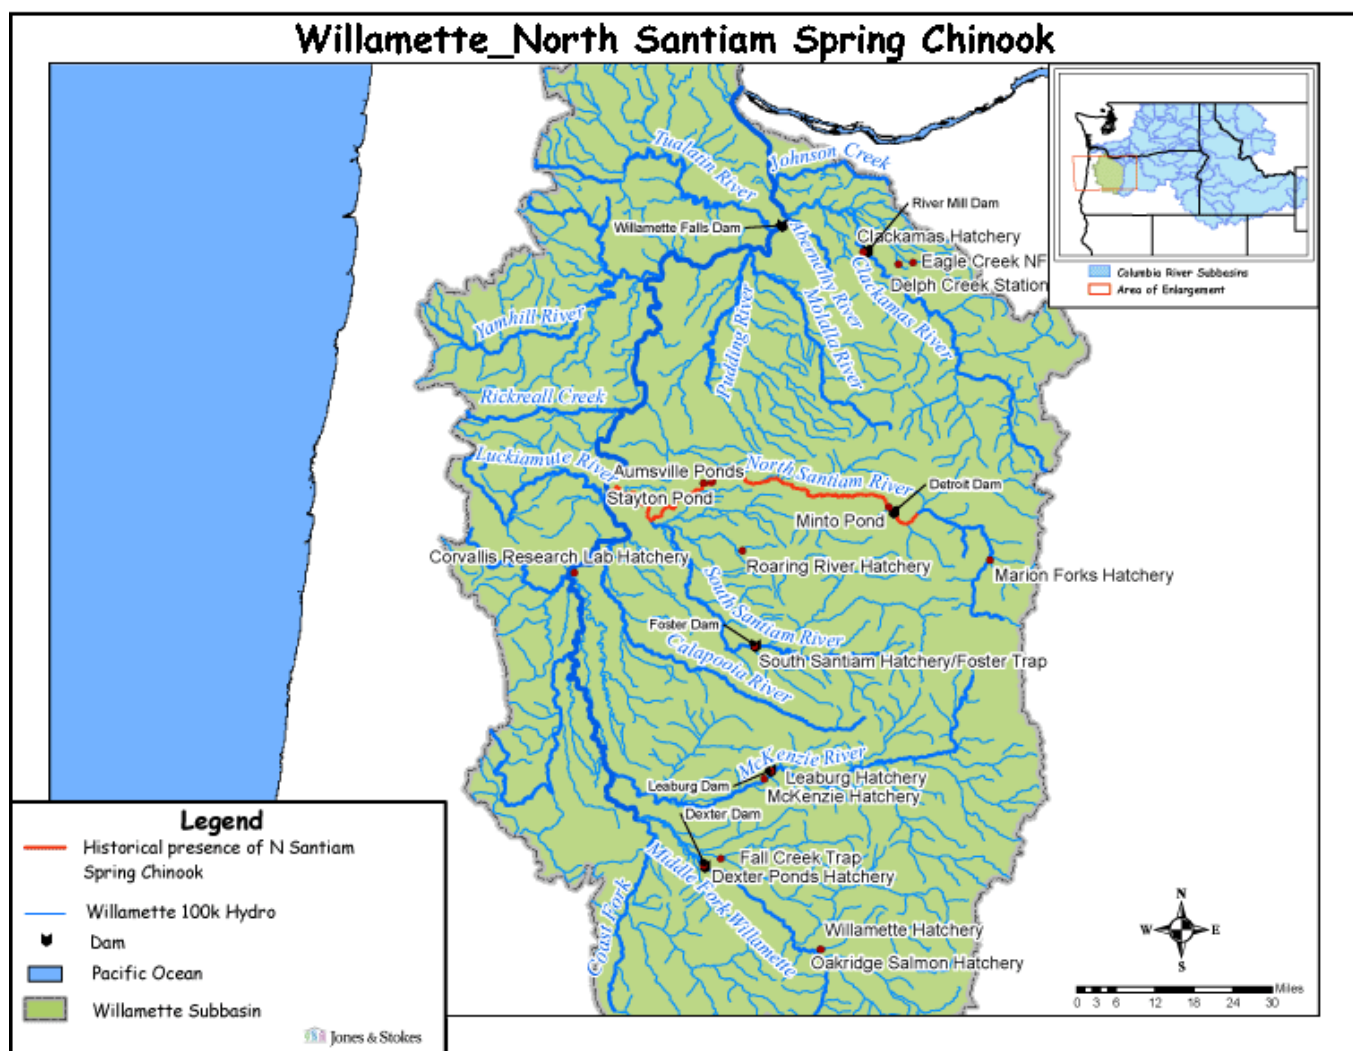 Willamette_North Santiam Spring Chinook
Tualatin River
Johnson Creek
River Mill Dam
Willamette Falls Dam
Clackamas Hatchery
Eagle Creek NF
Delph Creek Station
Abernethy River
Clackamas River
Columbia River Subbasins
Area of Enlargement
Yamhill River
Pudding River
Molalla River
Rickreall Creek
Luckiamute River
Aumsville Ponds
North Santiam River
Detroit Dam
Stayton Pond
Minto Pond
Corvallis Research Lab Hatchery
Roaring River Hatchery
Marion Forks Hatchery
South Santiam River
Foster Dam
South Santiam Hatchery/Foster Trap
Calapooia River
McKenzie River
Leaburg Dam
Leaburg Hatchery
McKenzie Hatchery
Dexter Dam
Fall Creek Trap
Dexter Ponds Hatchery
Middle Fork Willamette
Coast Fork
Willamette Hatchery
Oakridge Salmon Hatchery
Legend
Historical presence of N Santiam
Spring Chinook
Willamette 100k Hydro
Dam
Pacific Ocean
Willamette Subbasin
Jones & Stokes
N
W E
S
Miles
0 3 6 12 18 24 30